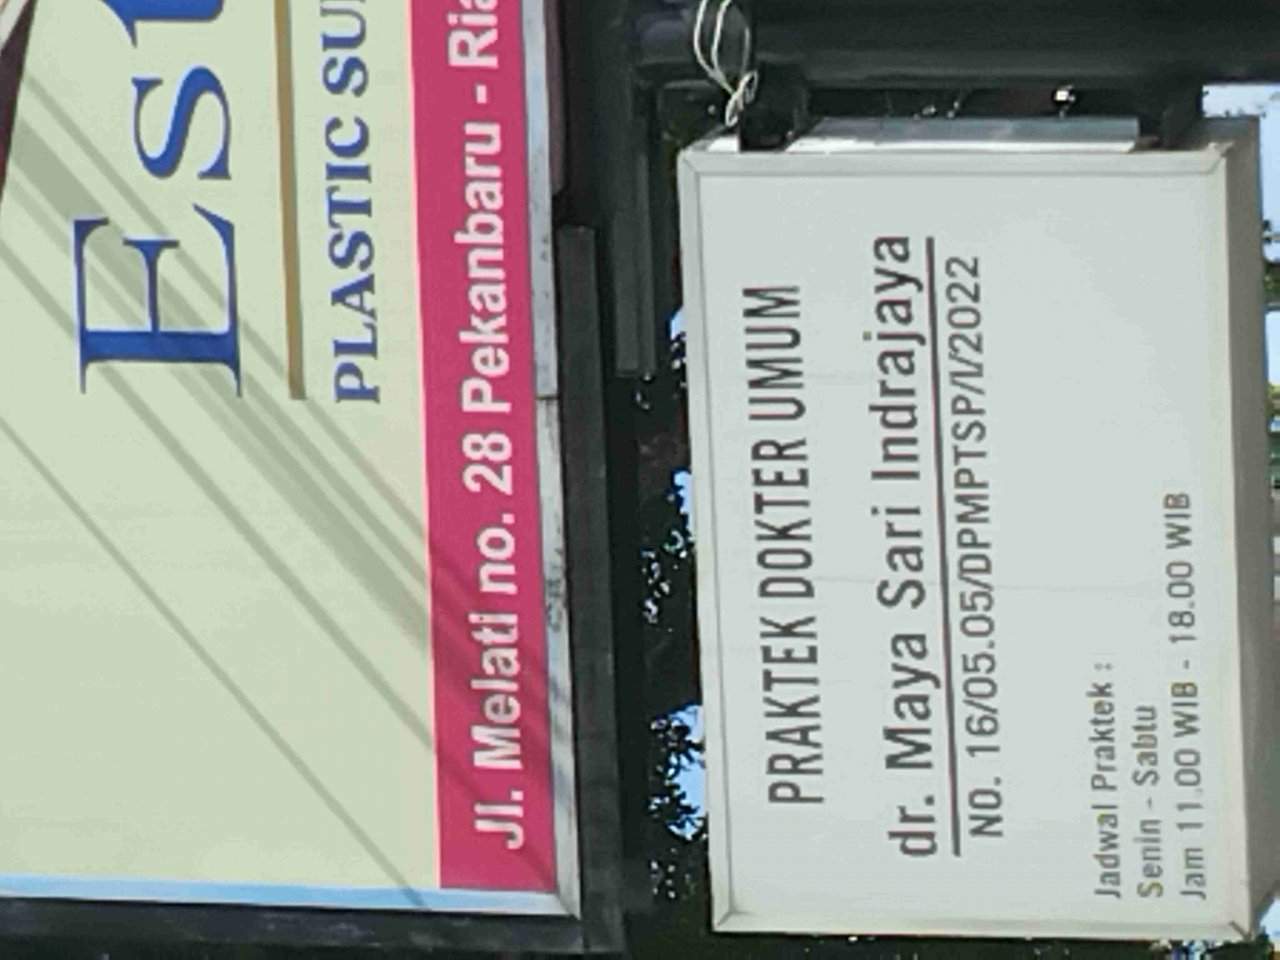 PLASTIC
Jl. Melati no. 28 Pekanbaru -
PRAKTEK DOKTER UMUM
dr. Maya Sari Indrajaya
NO. 16/05.05/DPMPTSP/I/2022
Jadwal Praktek :
Senin - Sabtu
Jam 11.00 WIB - 18.00 WIB